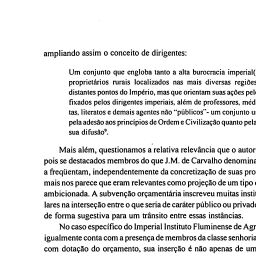 ampliando assim o conceito de dirigentes:
Um conjunto que engloba tanto a alta burocracia imperial(
proprietários rurais localizados nas mais diversas regiõe
distantes pontos do Império, mas que orientam suas ações pelo
fixados pelos dirigentes imperiais, além de professores, méd
tas, literatos e demais agentes não "públicos"- um conjunto u
pela adesão aos princípios de Ordem e Civilização quanto pela
sua difusão⁹.
Mais além, questionamos a relativa relevância que o autor
pois se destacados membros do que J.M. de Carvalho denomina
a freqüentam, independentemente da concretização de suas pro
mais nos parece que eram relevantes como projeção de um tipo d
ambicionada. A subvenção orçamentária inscreveu muitas insti
lares na interseção entre o que seria de caráter público ou privado
de forma sugestiva para um trânsito entre essas instâncias.
No caso específico do Imperial Instituto Fluminense de Agr
igualmente conta com a presença de membros da classe senhoria
com dotação do orçamento, sua inserção é não apenas de um